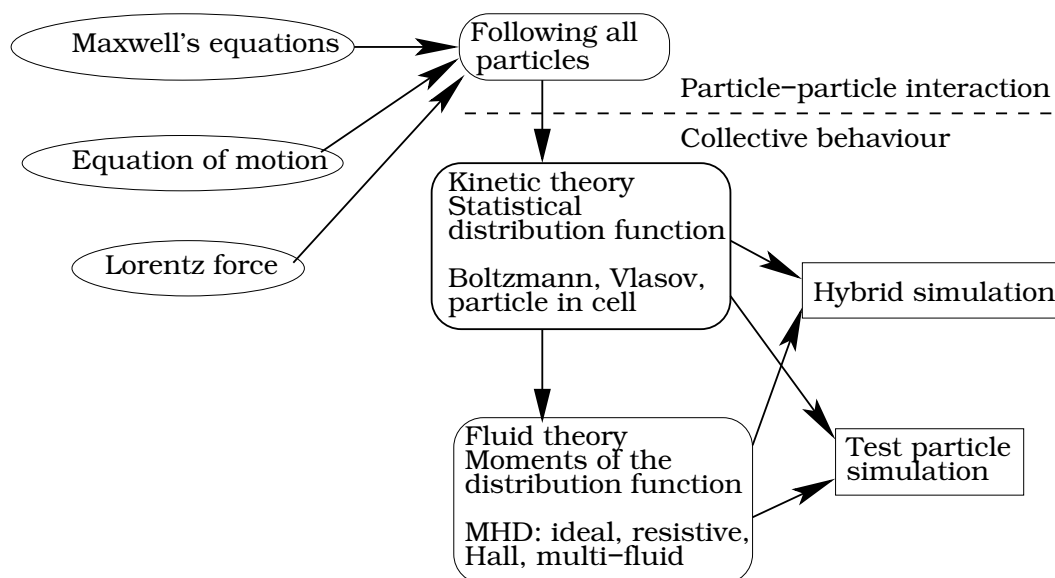 Maxwell's equations
Following all
particles
Particle−particle interaction
Collective behaviour
Equation of motion
Kinetic theory
Statistical
distribution function
Boltzmann, Vlasov,
particle in cell
Lorentz force
Hybrid simulation
Fluid theory
Moments of the
distribution function
MHD: ideal, resistive,
Hall, multi−fluid
Test particle
simulation